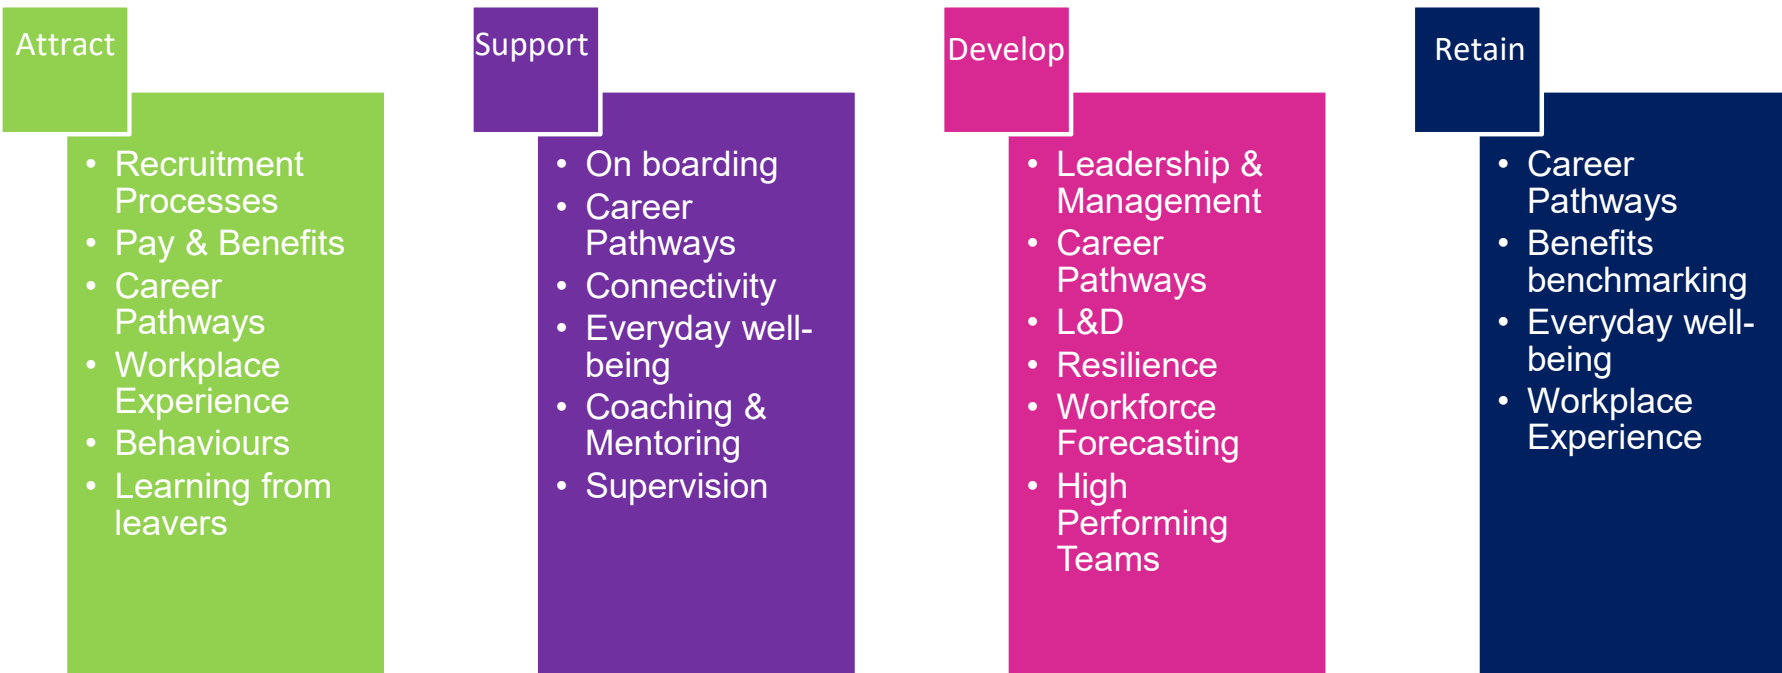 Attract
• Recruitment
Processes
• Pay & Benefits
• Career
Pathways
• Workplace
Experience
• Behaviours
• Learning from
leavers
Support
• On boarding
• Career
Pathways
• Connectivity
• Everyday well-
being
• Coaching &
Mentoring
• Supervision
Develop
• Leadership &
Management
• Career
Pathways
• L&D
• Resilience
• Workforce
Forecasting
• High
Performing
Teams
Retain
• Career
Pathways
• Benefits
benchmarking
• Everyday well-
being
• Workplace
Experience